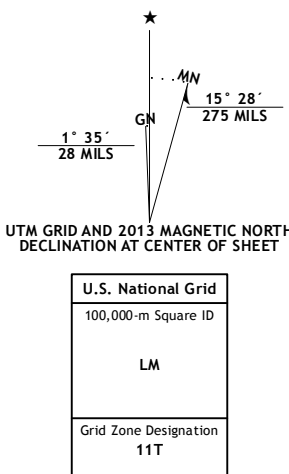 ★
MN
GN
15° 28´
275 MILS
1° 35´
28 MILS
UTM GRID AND 2013 MAGNETIC NORTH
DECLINATION AT CENTER OF SHEET
U.S. National Grid
100,000-m Square ID
LM
Grid Zone Designation
11T